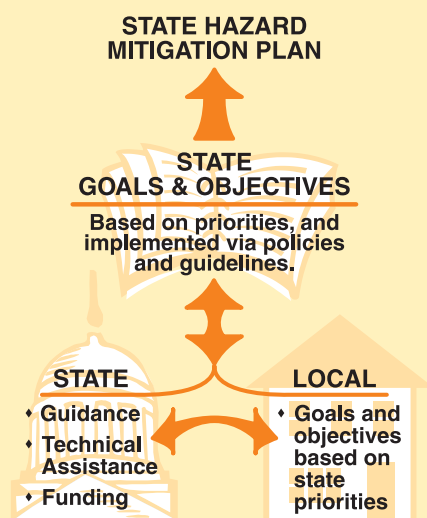 STATE HAZARD
MITIGATION PLAN
STATE
GOALS & OBJECTIVES
Based on priorities, and
implemented via policies
and guidelines.
STATE
♦ Guidance
♦ Technical
Assistance
♦ Funding
LOCAL
♦ Goals and
objectives
based on
state
priorities